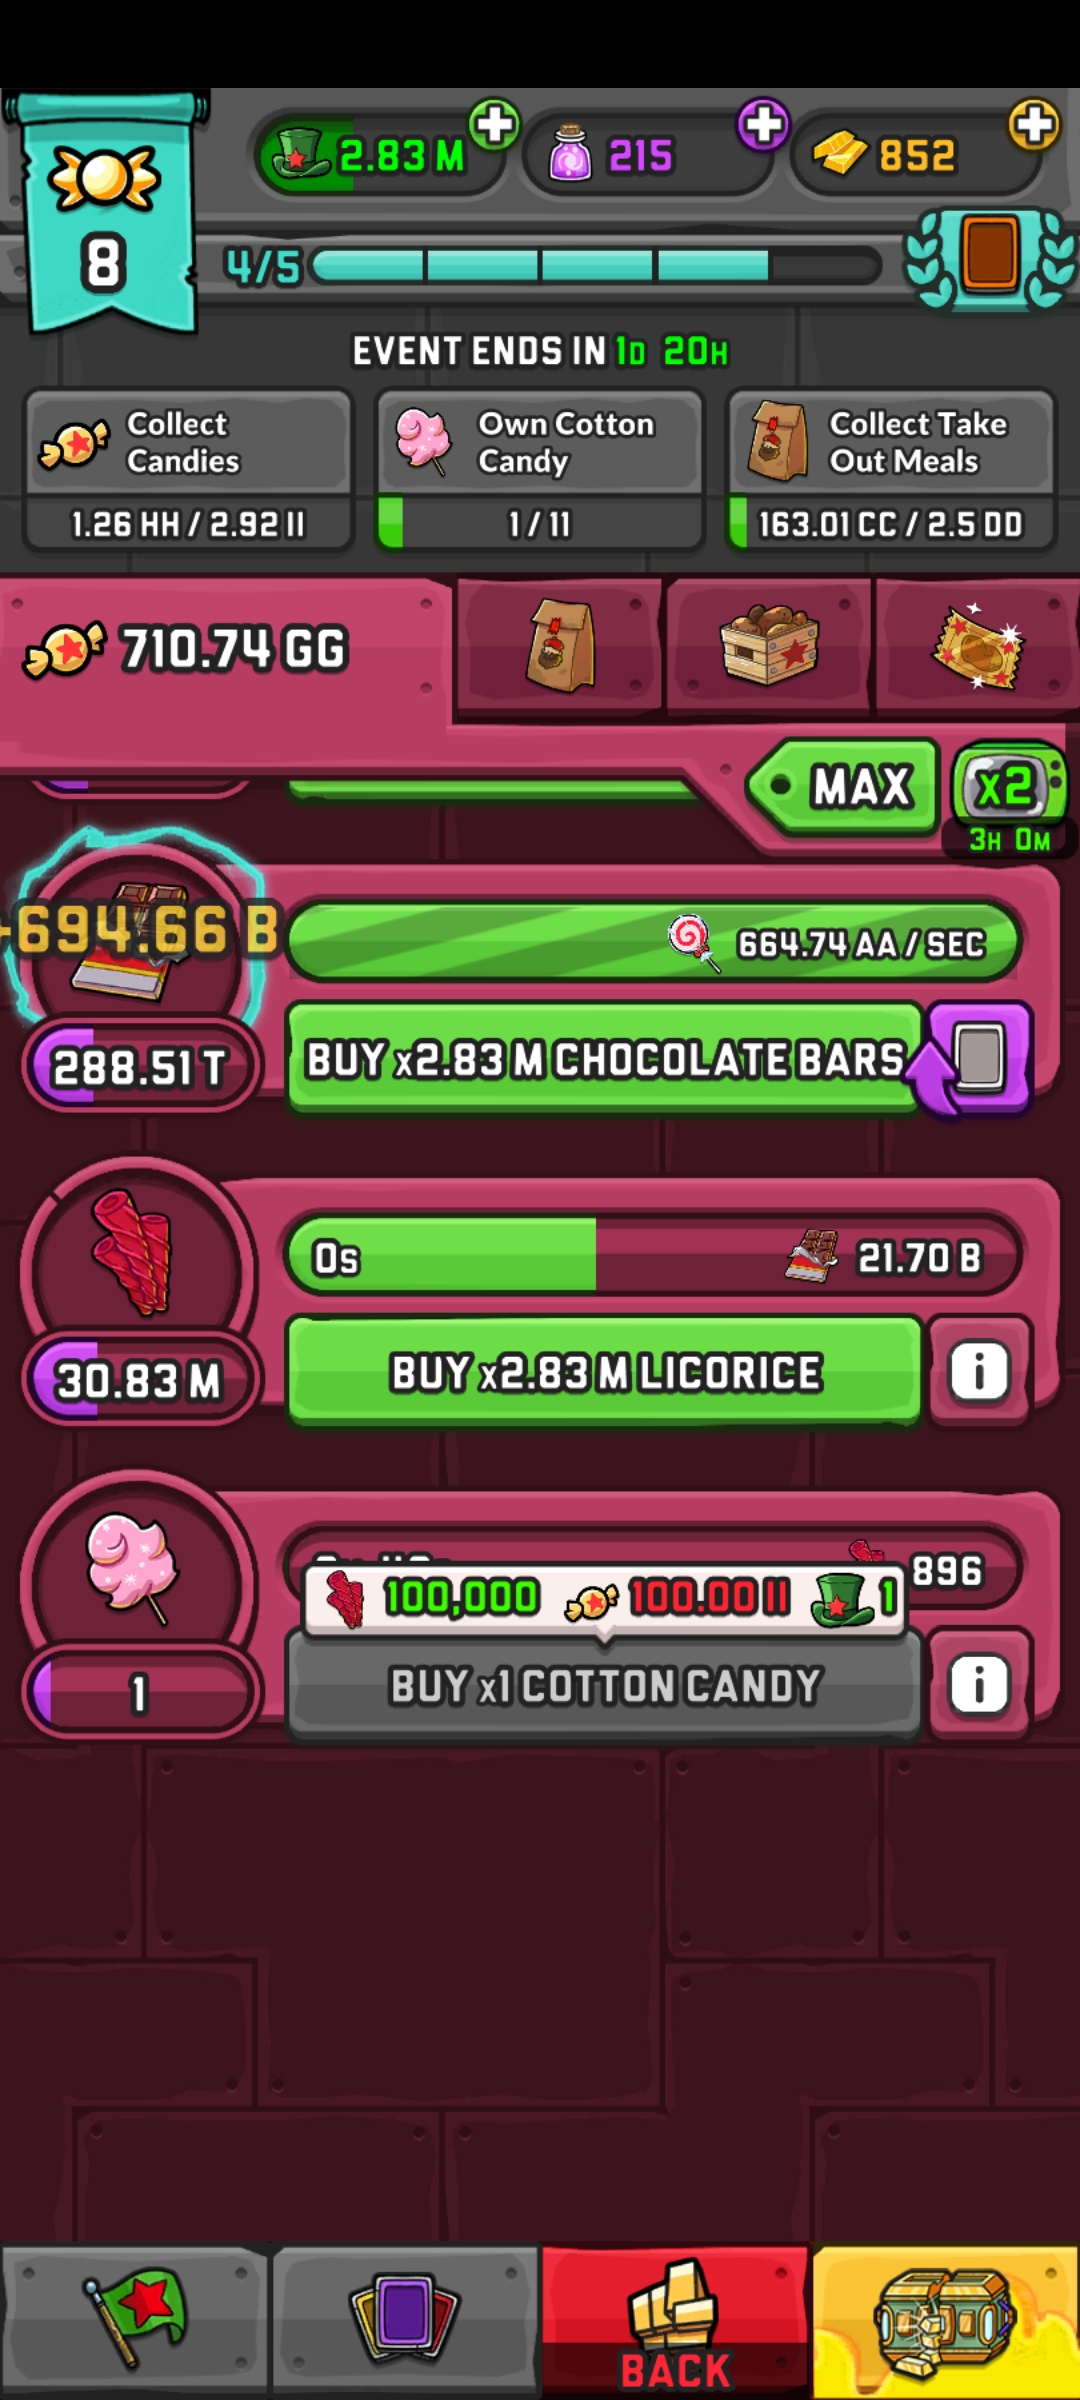 2.83 M
215
852
8
4/5
EVENT ENDS IN 1D 20H
Collect Candies
1.26 HH / 2.92 II
Own Cotton Candy
1 / 11
Collect Take Out Meals
163.01 CC / 2.5 DD
710.74 GG
MAX
x2
3H 0M
+694.66 B
664.74 AA / SEC
288.51 T
BUY x2.83 M CHOCOLATE BARS
0s
21.70 B
30.83 M
BUY x2.83 M LICORICE
i
896
100,000
100.00 II
1
1
BUY x1 COTTON CANDY
i
BACK